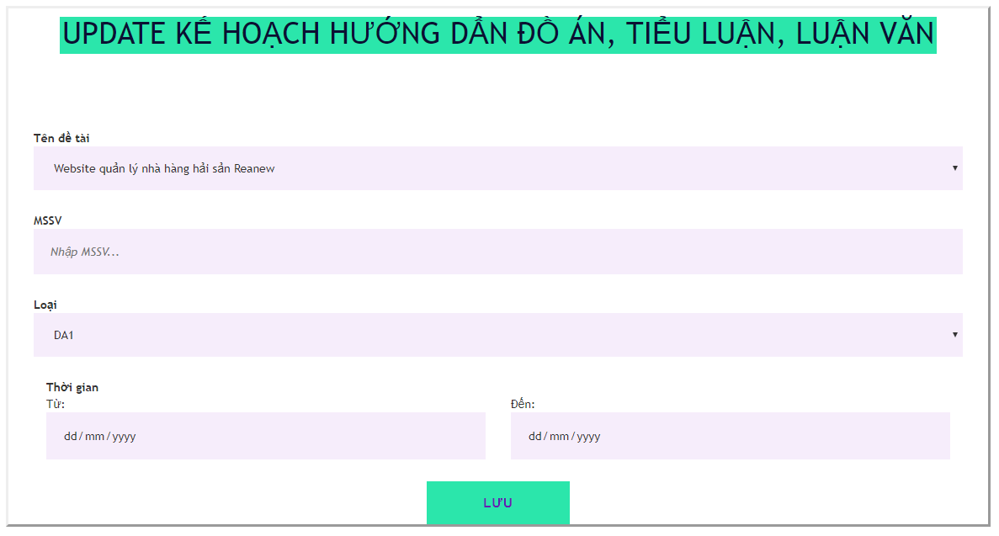 UPDATE KẾ HOẠCH HƯỚNG DẨN ĐỒ ÁN, TIỂU LUẬN, LUẬN VĂN
Tên đề tài
Website quản lý nhà hàng hải sản Reanew
MSSV
Nhập MSSV...
Loại
DA1
Thời gian
Từ: Đến:
dd/mm/yyyy dd/mm/yyyy
LƯU